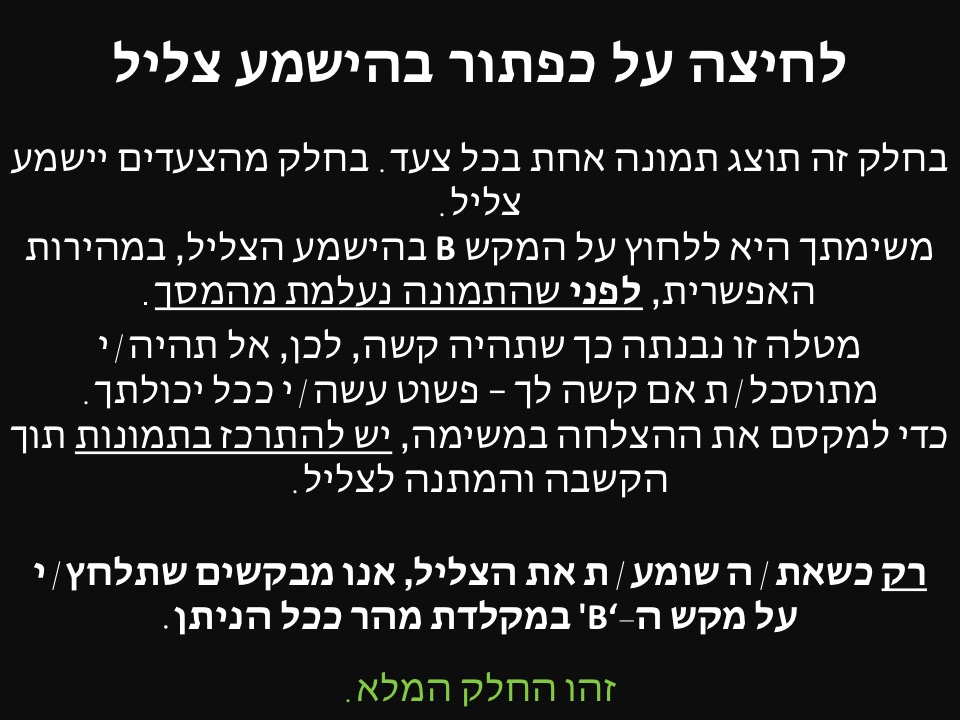 לחיצה על כפתור בהישמע צליל
בחלק זה תוצג תמונה אחת בכל צעד. בחלק מהצעדים יישמע
צליל.
משימתך היא ללחוץ על המקש B בהישמע הצליל, במהירות
האפשרית, לפני שהתמונה נעלמת מהמסך.
מטלה זו נבנתה כך שתהיה קשה, לכן, אל תהיה/י
מתוסכל/ת אם קשה לך – פשוט עשה/י ככל יכולתך.
כדי למקסם את ההצלחה במשימה, יש להתרכז בתמונות תוך
הקשבה והמתנה לצליל.
רק כשאת/ה שומע/ת את הצליל, אנו מבקשים שתלחץ/י
על מקש ה-‘B' במקלדת מהר ככל הניתן.
זהו החלק המלא.